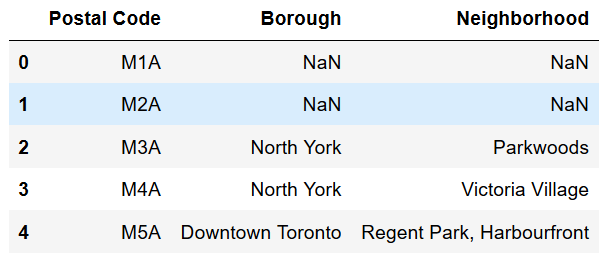 Postal Code Borough Neighborhood
0 M1A NaN NaN
1 M2A NaN NaN
2 M3A North York Parkwoods
3 M4A North York Victoria Village
4 M5A Downtown Toronto Regent Park, Harbourfront